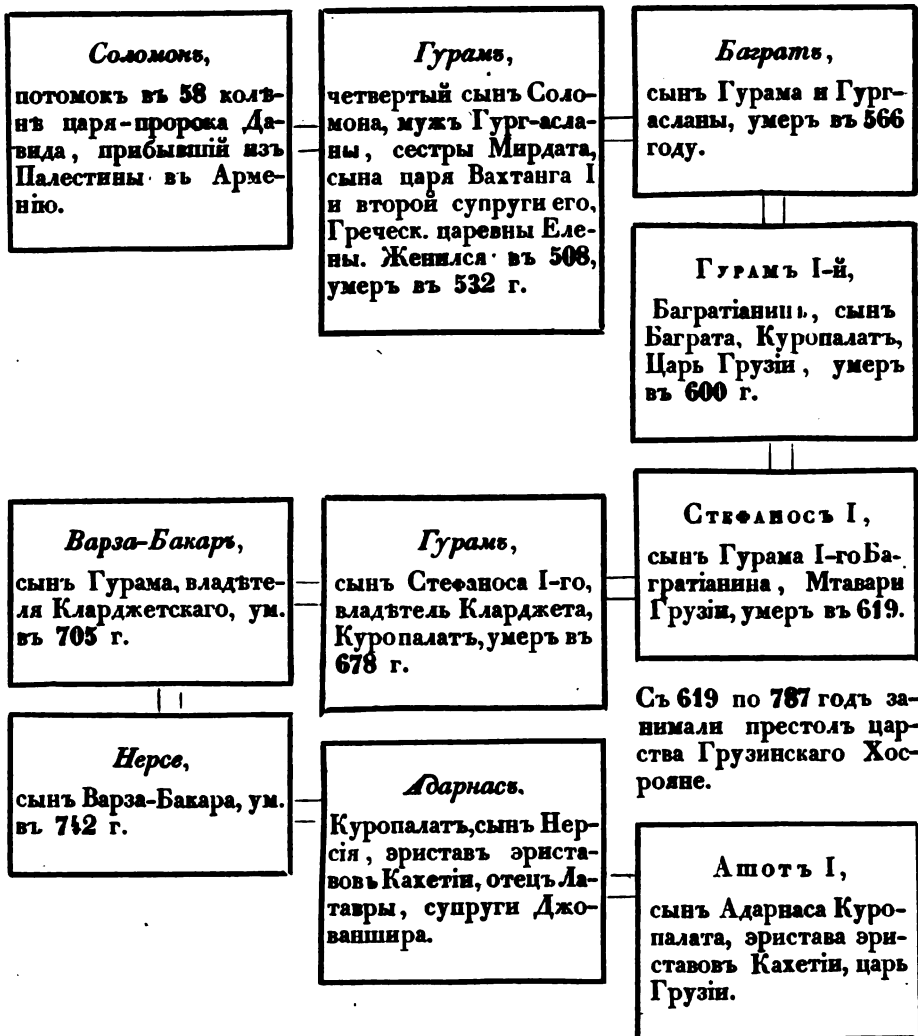 Соломонъ,
потомокъ въ 58 колѣ-
нѣ царя-пророка Да-
вида, прибывшій изъ
Палестины въ Арме-
нію.
Гурамъ,
четвертый сынъ Соло-
мона, мужъ Гург-асла-
ны, сестры Мирдата,
сына царя Вахтанга I
и второй супруги его,
Греческ. царевны Еле-
ны. Женился въ 508,
умеръ въ 532 г.
Багратъ,
сынъ Гурама и Гург-
асланы, умеръ въ 566
году.
Гурамъ I-й,
Багратіанинъ, сынъ
Баграта, Куропалатъ,
Царь Грузіи, умеръ
въ 600 г.
Стефаносъ I,
сынъ Гурама I-го Ба-
гратіанина, Мтавари
Грузіи, умеръ въ 619.
Гурамъ,
сынъ Стефаноса I-го,
владѣтель Кларджета,
Куропалатъ, умеръ въ
678 г.
Варза-Бакаръ,
сынъ Гурама, владѣте-
ля Кларджетскаго, ум.
въ 705 г.
Нерсе,
сынъ Варза-Бакара, ум.
въ 742 г.
Адарнасъ.
Куропалатъ, сынъ Нер-
сія, эриставъ эриста-
вовъ Кахетіи, отецъ Ла-
тавры, супруги Джо-
ваншира.
Съ 619 по 787 годъ за-
нимали престолъ цар-
ства Грузинскаго Хос-
рояне.
Ашотъ I,
сынъ Адарнаса Куро-
палата, эристава эри-
ставовъ Кахетіи, царь
Грузіи.